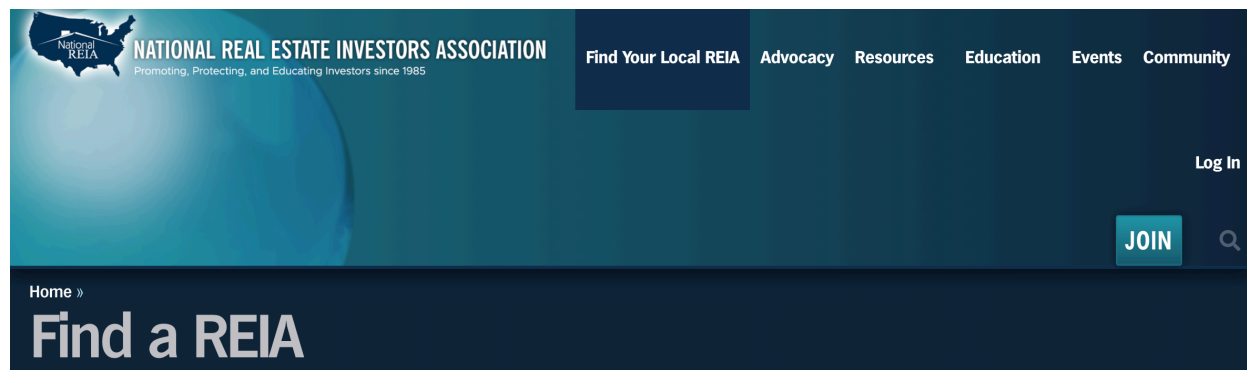 National
REIA
NATIONAL REAL ESTATE INVESTORS ASSOCIATION
Promoting, Protecting, and Educating Investors since 1985
Find Your Local REIA
Advocacy
Resources
Education
Events
Community
Log In
JOIN
Home »
Find a REIA